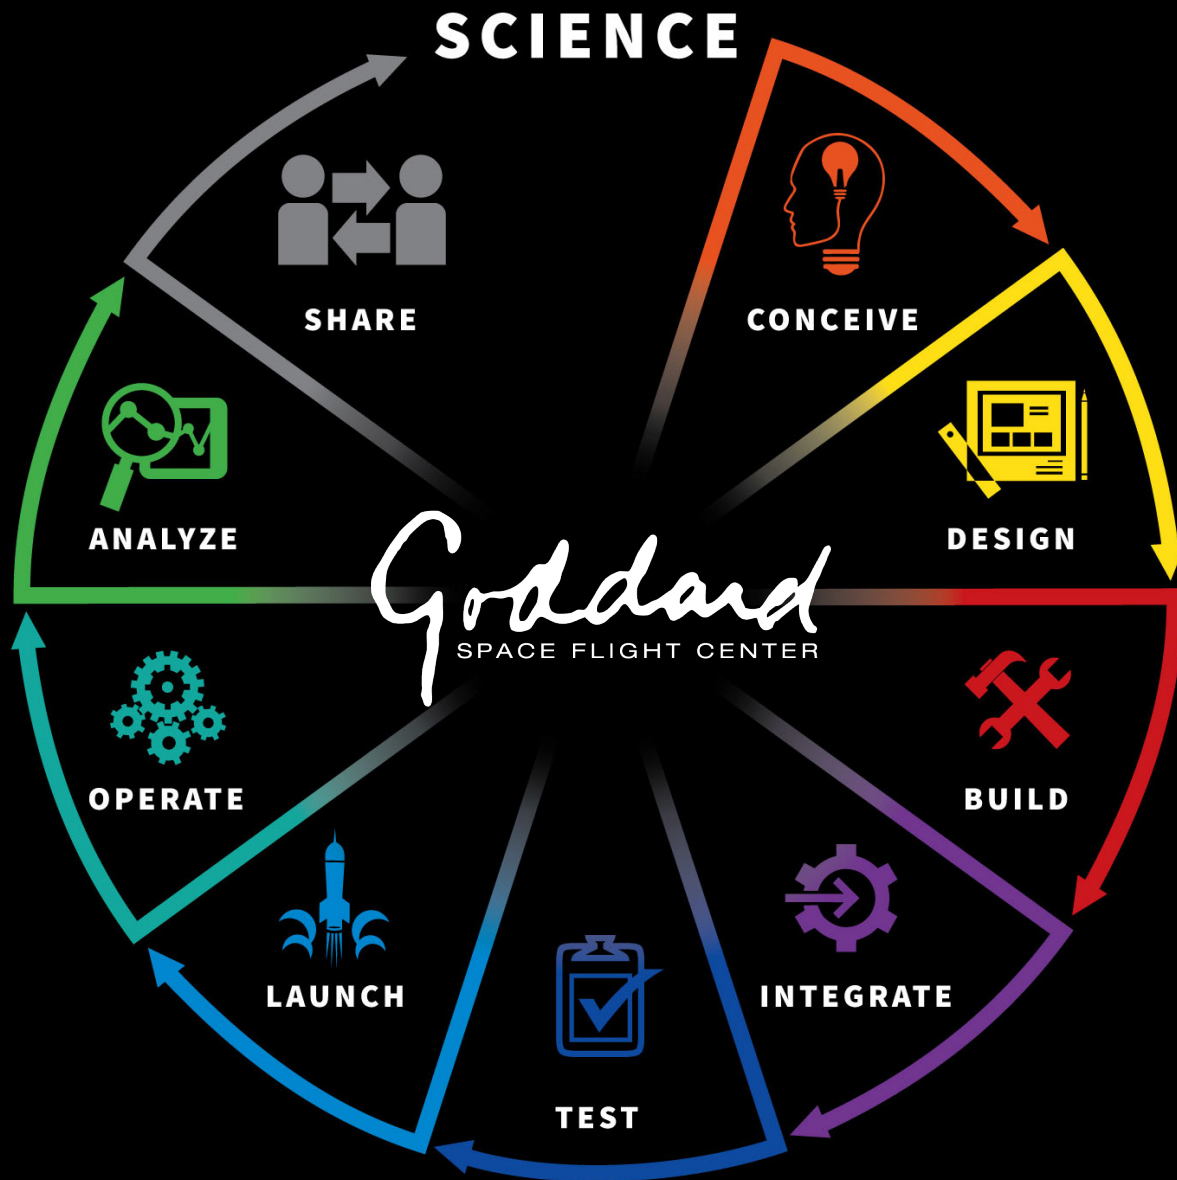 SCIENCE
CONCEIVE
DESIGN
BUILD
INTEGRATE
TEST
LAUNCH
OPERATE
ANALYZE
SHARE
Goddard
SPACE FLIGHT CENTER